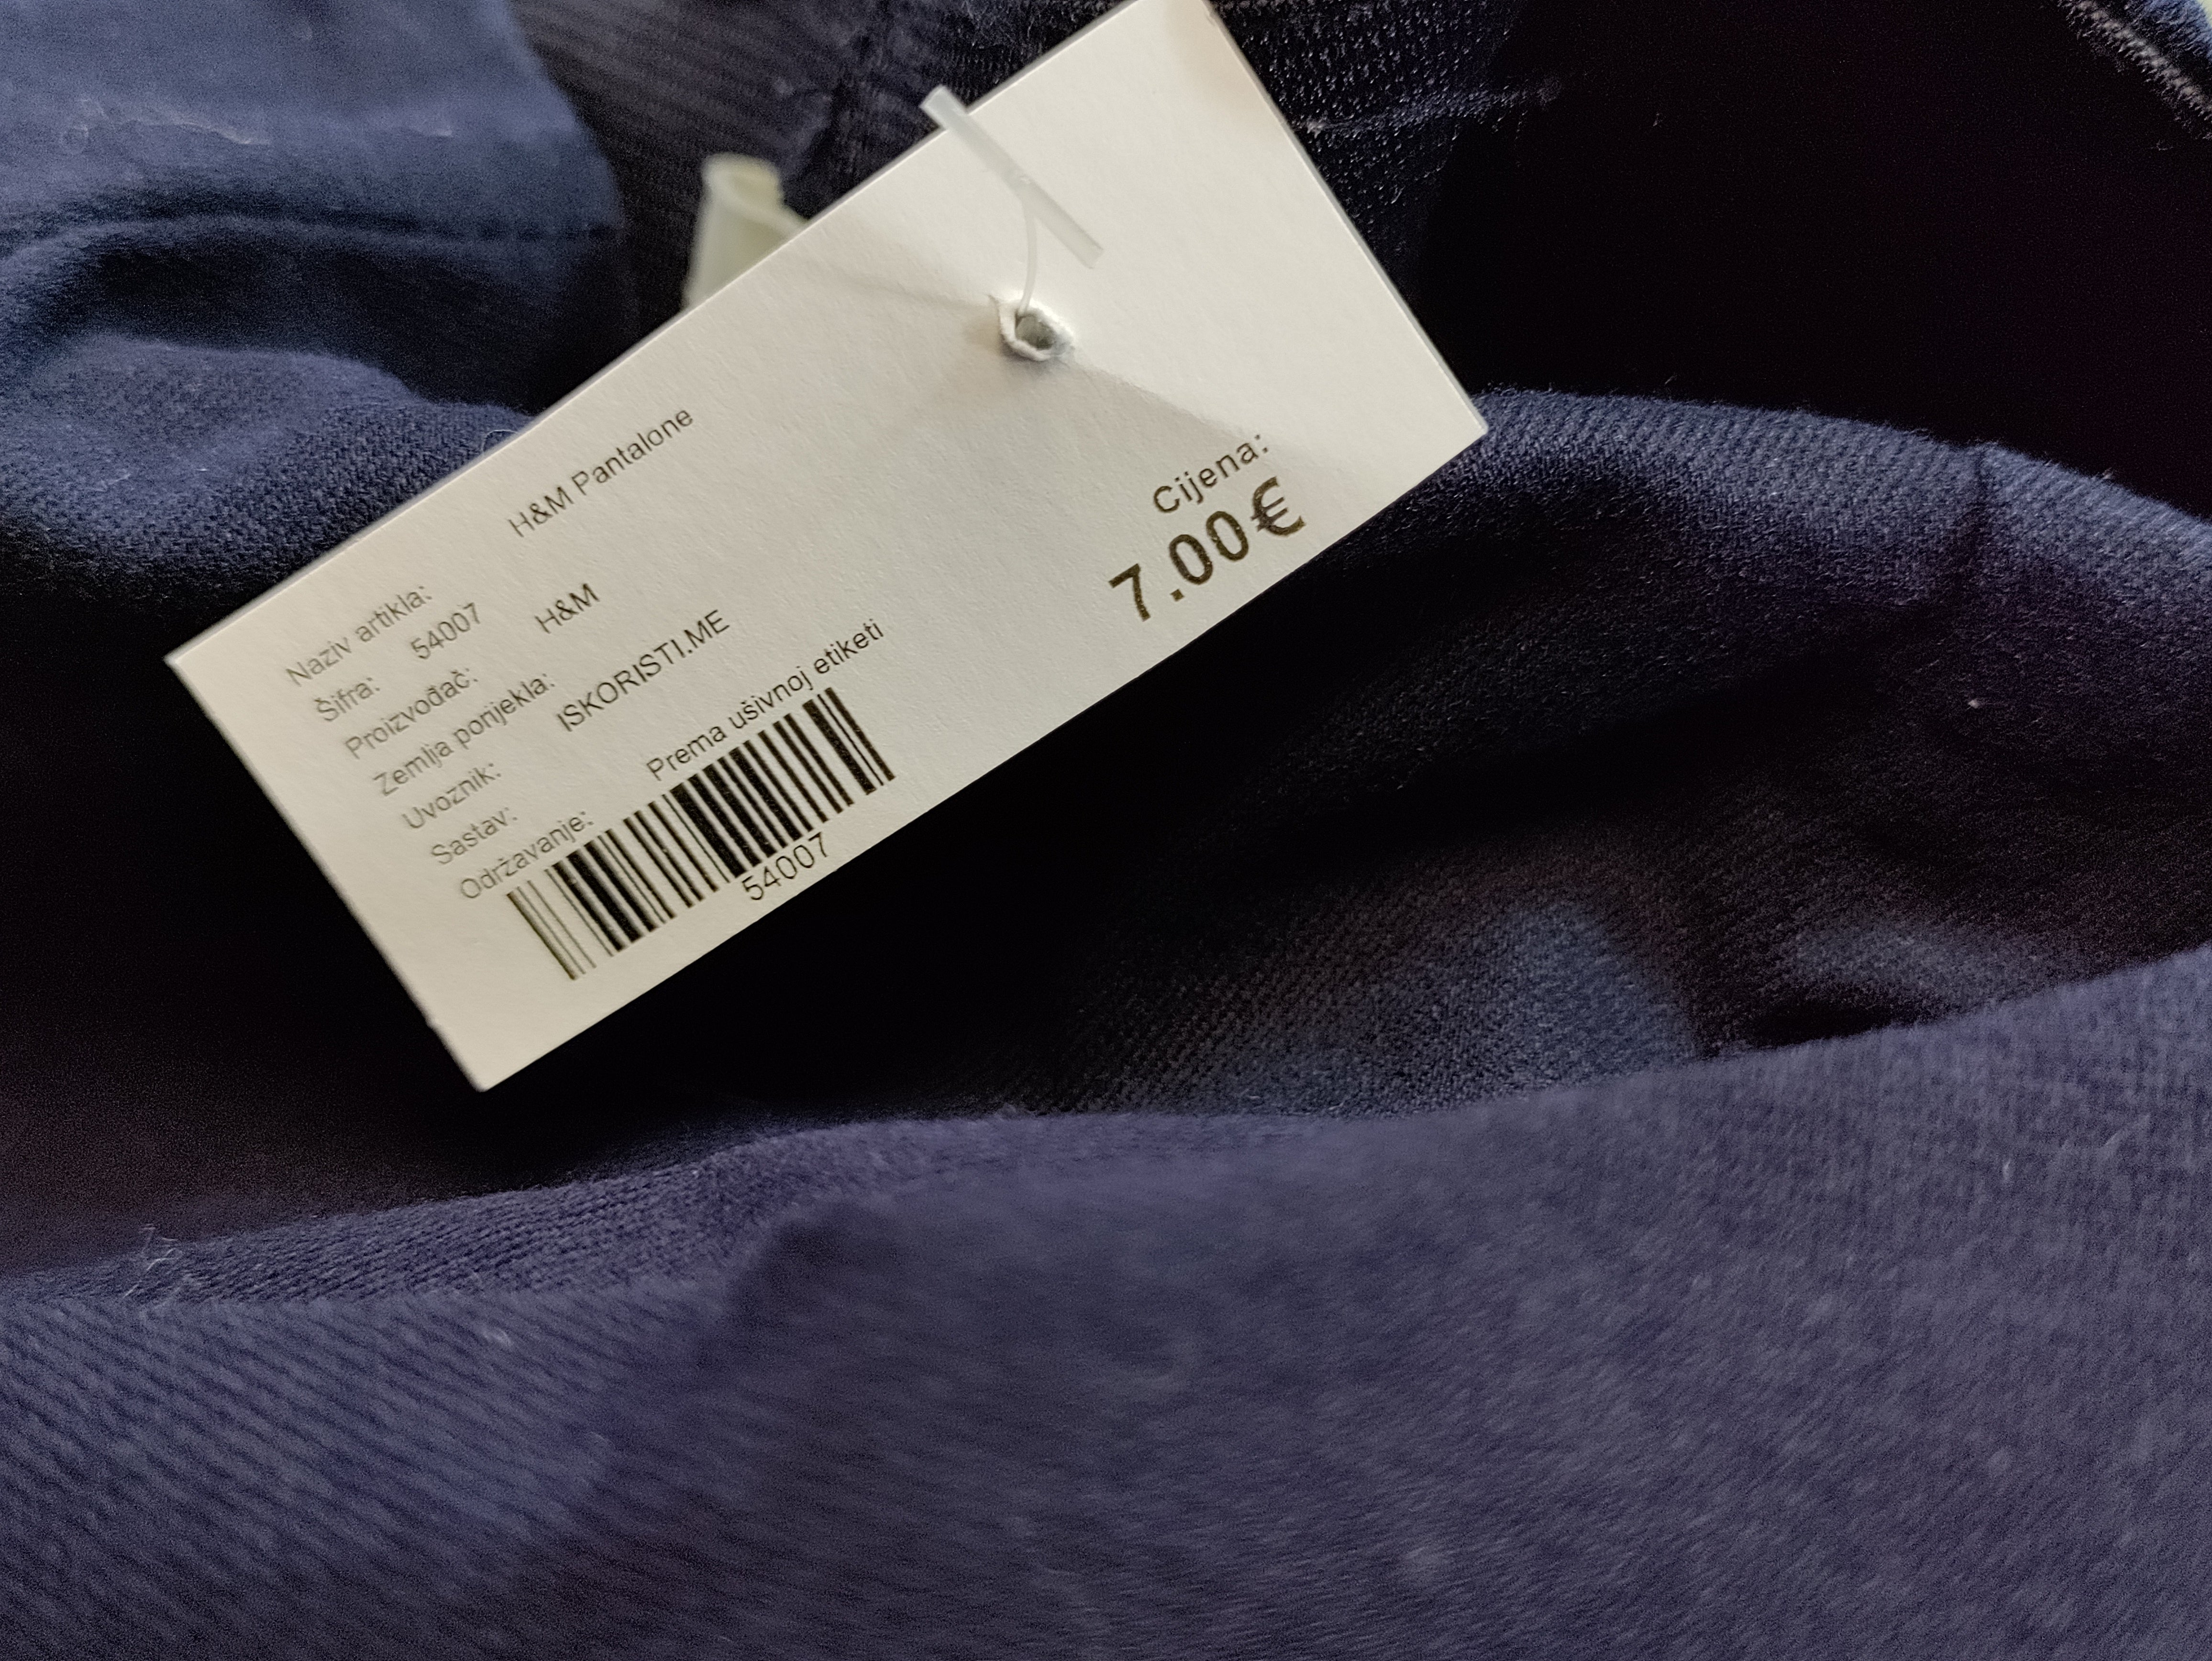 Naziv artikla: H&M Pantalone
Šifra: 54007
Proizvođač: H&M
Zemlja porijekla:
Uvoznik: ISKORISTI.ME
Sastav:
Održavanje: Prema ušivnoj etiketi
54007
Cijena:
7.00€